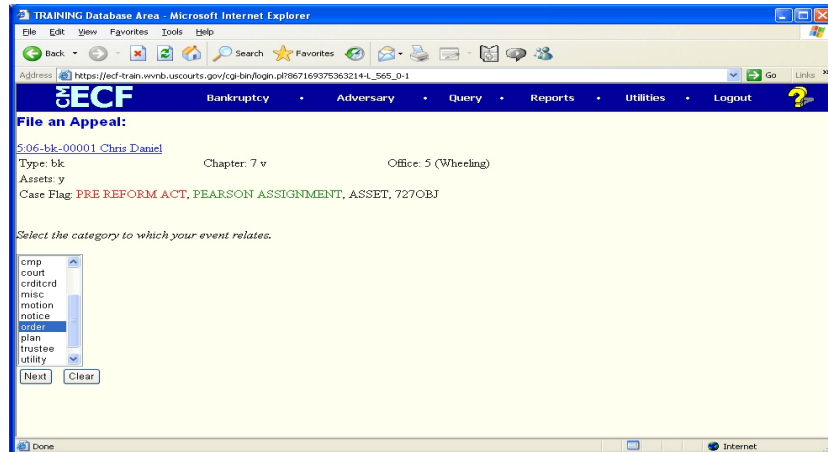 TRAINING Database Area - Microsoft Internet Explorer
File Edit View Favorites Tools Help
Back Search Favorites
Address https://ecf-train.wvnb.uscourts.gov/cgi-bin/login.pl?867169375363214-L_565_0-1 Go Links »
CM ECF Bankruptcy • Adversary • Query • Reports • Utilities • Logout ?
File an Appeal:
5:06-bk-00001 Chris Daniel
Type: bk Chapter: 7 v Office: 5 (Wheeling)
Assets: y
Case Flag: PRE REFORM ACT, PEARSON ASSIGNMENT, ASSET, 727OBJ
Select the category to which your event relates.
cmp
court
crditcrd
misc
motion
notice
order
plan
trustee
utility
Next Clear
Done Internet